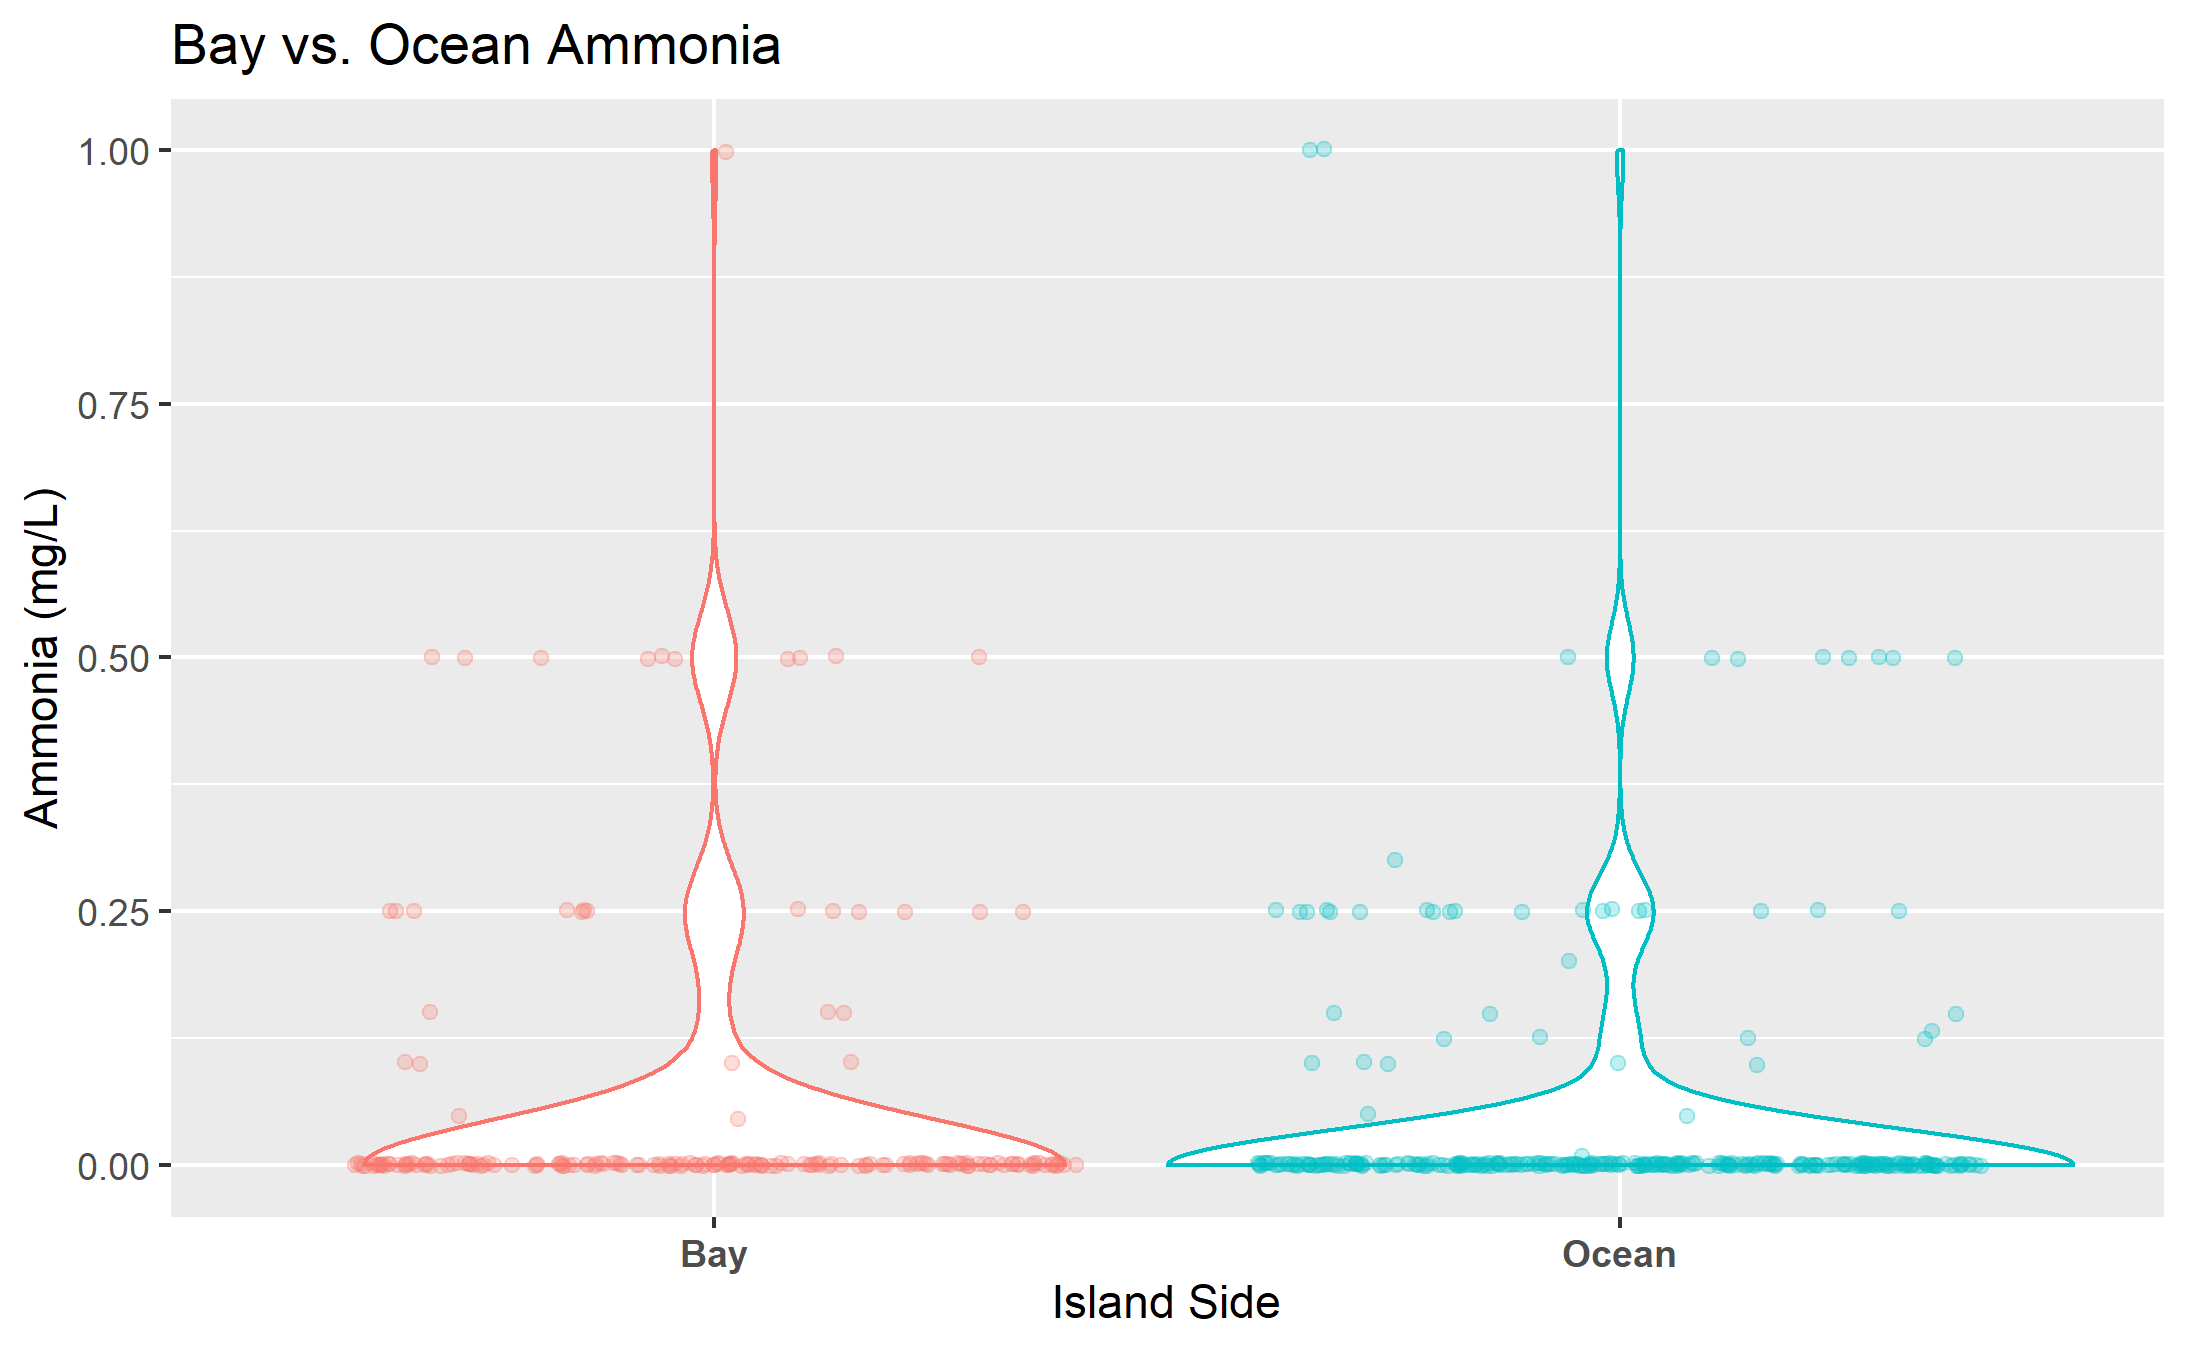 Bay vs. Ocean Ammonia
1.00
0.75
0.50
0.25
0.00
Ammonia (mg/L)
Bay
Ocean
Island Side